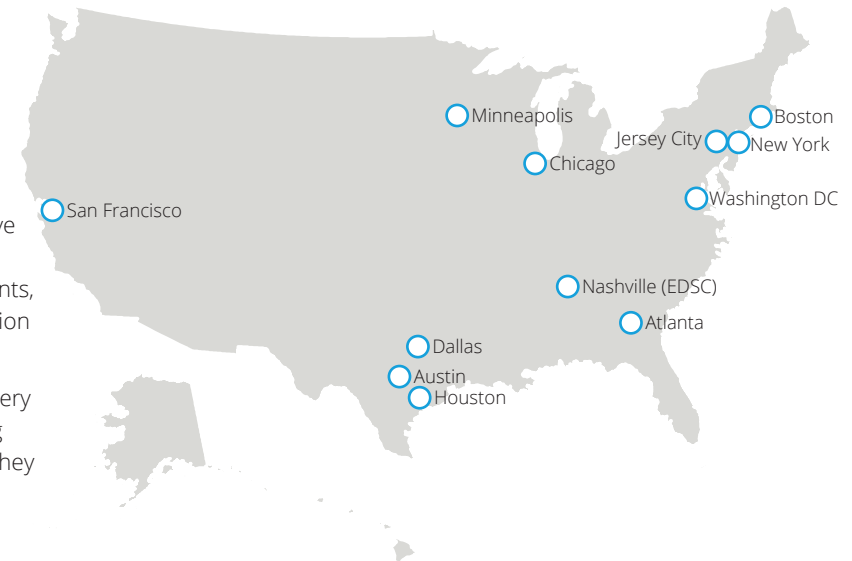 Minneapolis
Boston
Jersey City
New York
Chicago
Washington DC
San Francisco
Nashville (EDSC)
Atlanta
Dallas
Austin
Houston